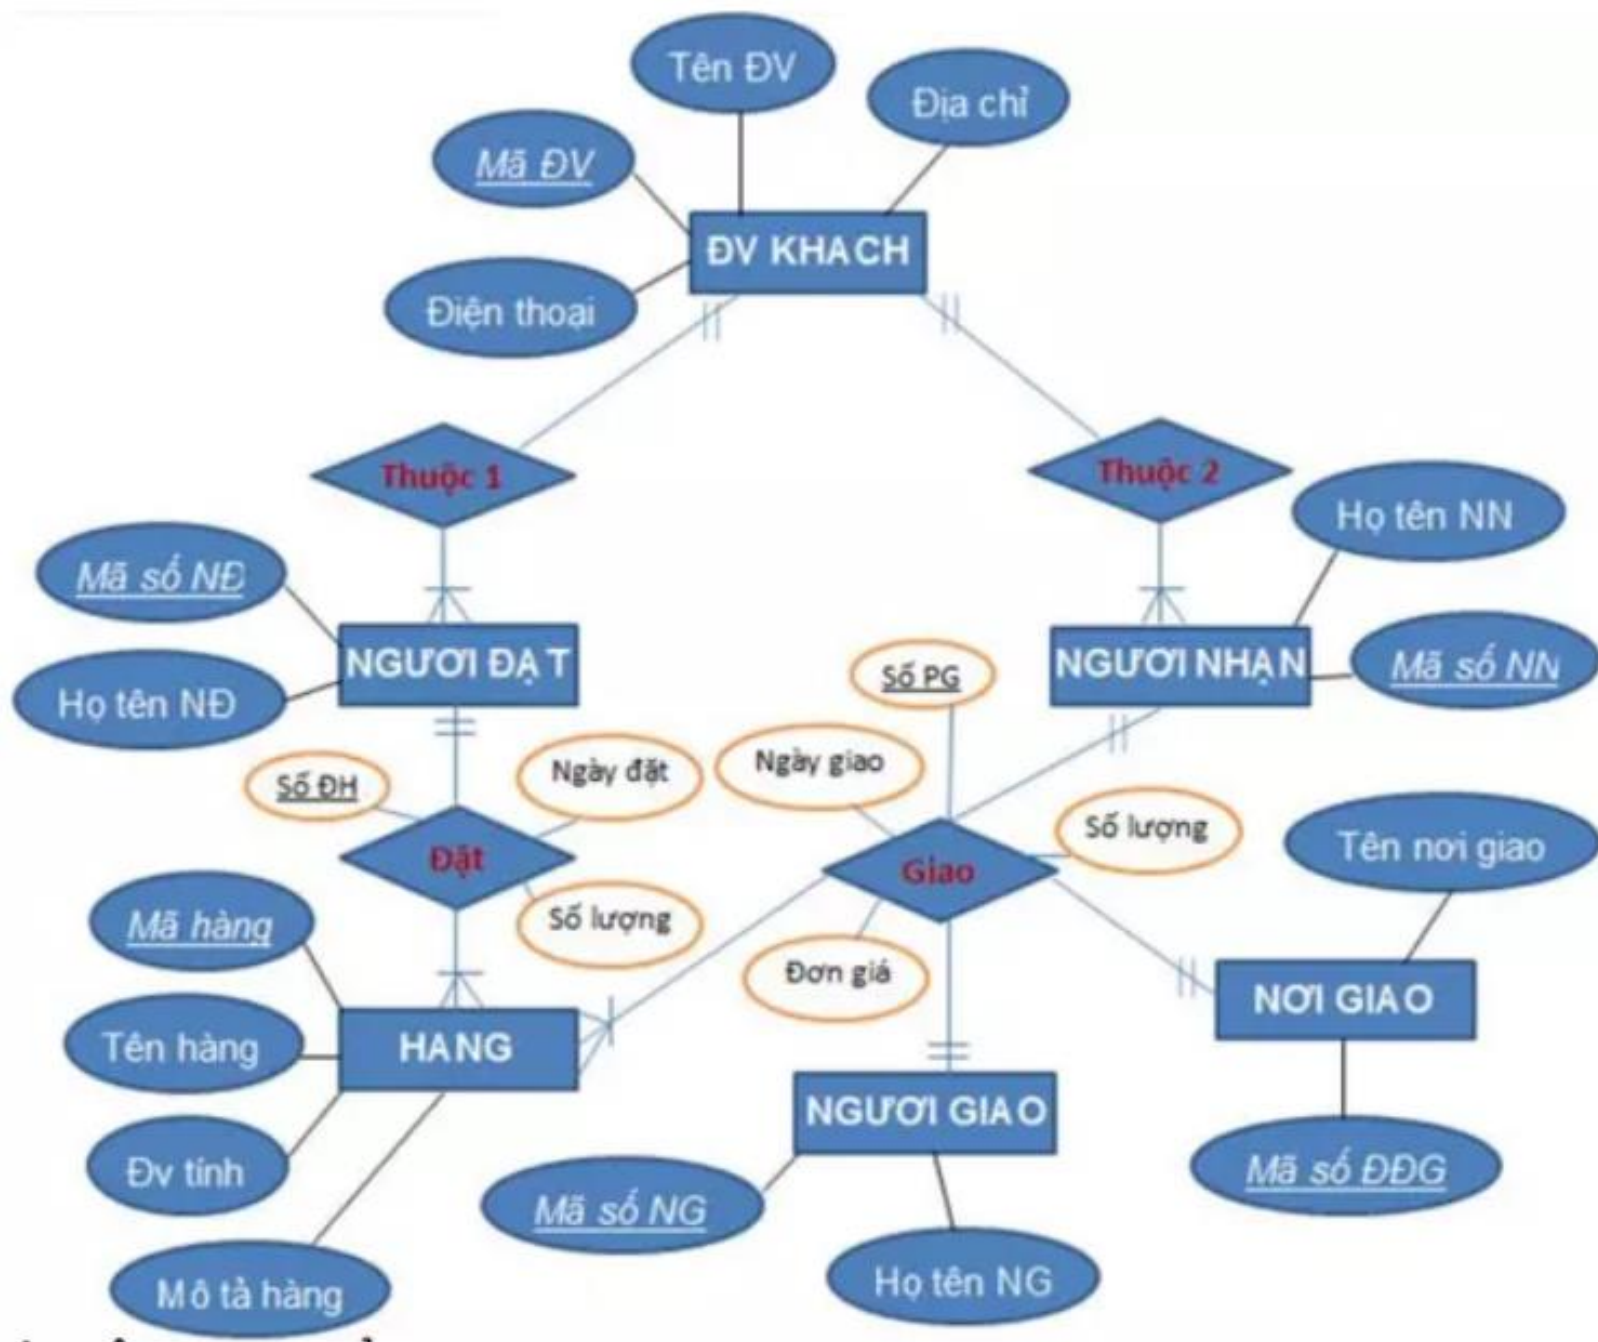 Tên ĐV
Địa chỉ
Mã ĐV
ĐV KHACH
Điện thoại
Thuộc 1
Thuộc 2
Họ tên NN
Mã số NĐ
NGƯƠI ĐẠT
NGƯƠI NHẠN
Mã số NN
Số PG
Họ tên NĐ
Số ĐH
Ngày đặt
Ngày giao
Số lượng
Tên nơi giao
Đặt
Giao
Mã hàng
Số lượng
Đơn giá
NƠI GIAO
Tên hàng
HANG
NGƯƠI GIAO
Đv tính
Mã số NG
Mã số ĐĐG
Mô tả hàng
Họ tên NG